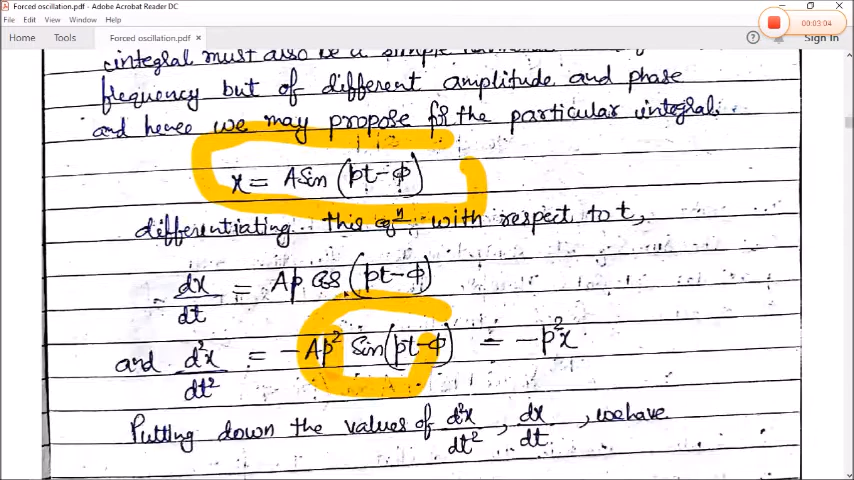 Forced oscillation.pdf - Adobe Acrobat Reader DC
File Edit View Window Help
Home Tools Forced oscillation.pdf ×
00:03:04
Sign In
integral must also be a simple
frequency but of different amplitude and phase
and hence we may propose for the particular integral.
x = A Sin (pt-ϕ)
differentiating this eqⁿ with respect to t,
dx/dt = Ap Cos (pt-ϕ)
and d²x/dt² = -Ap² Sin(pt-ϕ) = -p²x
Putting down the values of d²x/dt², dx/dt, we have